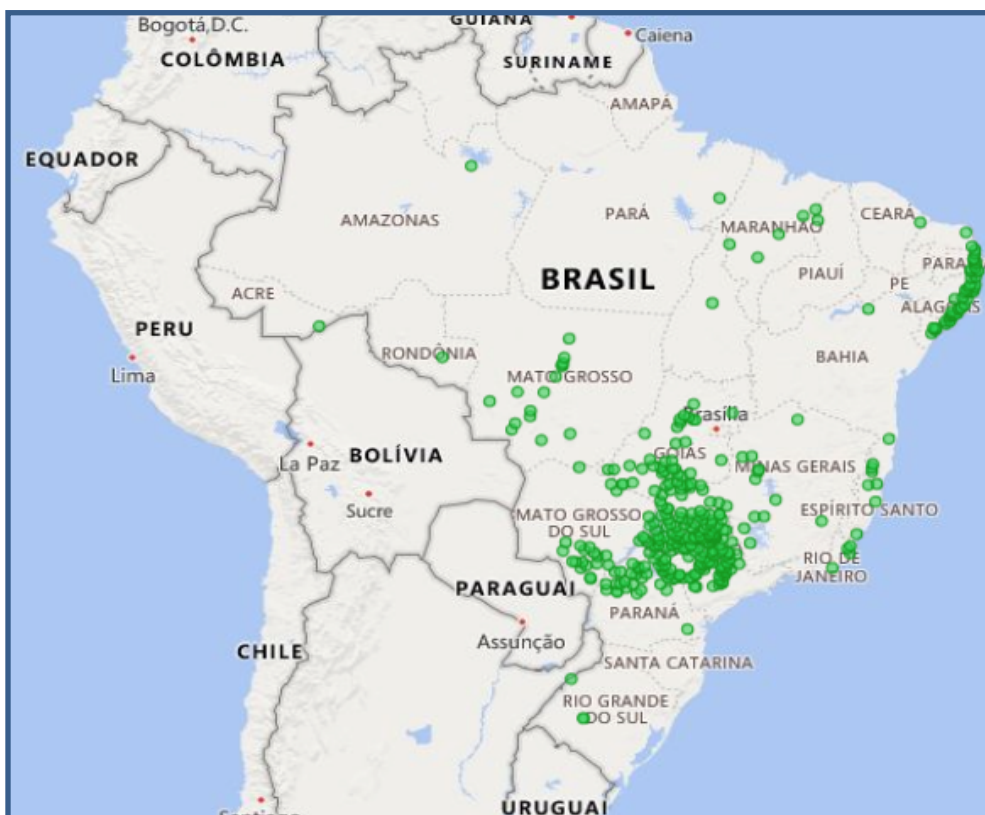 GUIANA
Bogotá,D.C.
Caiena
COLÔMBIA
SURINAME
AMAPÁ
EQUADOR
AMAZONAS
PARÁ
MARANHÃO
CEARÁ
BRASIL
PARA
PIAUÍ
PE
ACRE
ALAGOAS
PERU
RONDÔNIA
BAHIA
Lima
MATO GROSSO
Brasília
La Paz
BOLÍVIA
GOIÁS
MINAS GERAIS
Sucre
MATO GROSSO
DO SUL
ESPÍRITO SANTO
RIO DE
JANEIRO
PARAGUAI
PARANÁ
Assunção
CHILE
SANTA CATARINA
RIO GRANDE
DO SUL
URUGUAI